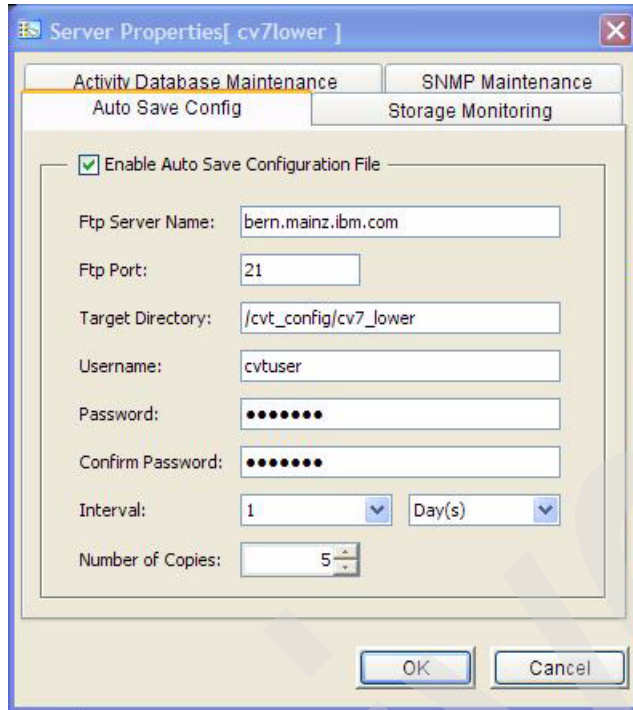 Server Properties[ cv7lower ]
Activity Database Maintenance
SNMP Maintenance
Auto Save Config
Storage Monitoring
Enable Auto Save Configuration File
Ftp Server Name: bern.mainz.ibm.com
Ftp Port: 21
Target Directory: /cvt_config/cv7_lower
Username: cvtuser
Password: ●●●●●●●
Confirm Password: ●●●●●●●
Interval: 1 Day(s)
Number of Copies: 5
OK
Cancel